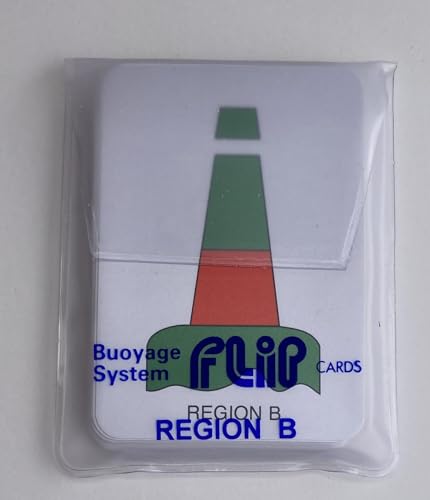 Buoyage
System FLIP CARDS
REGION B
REGION B